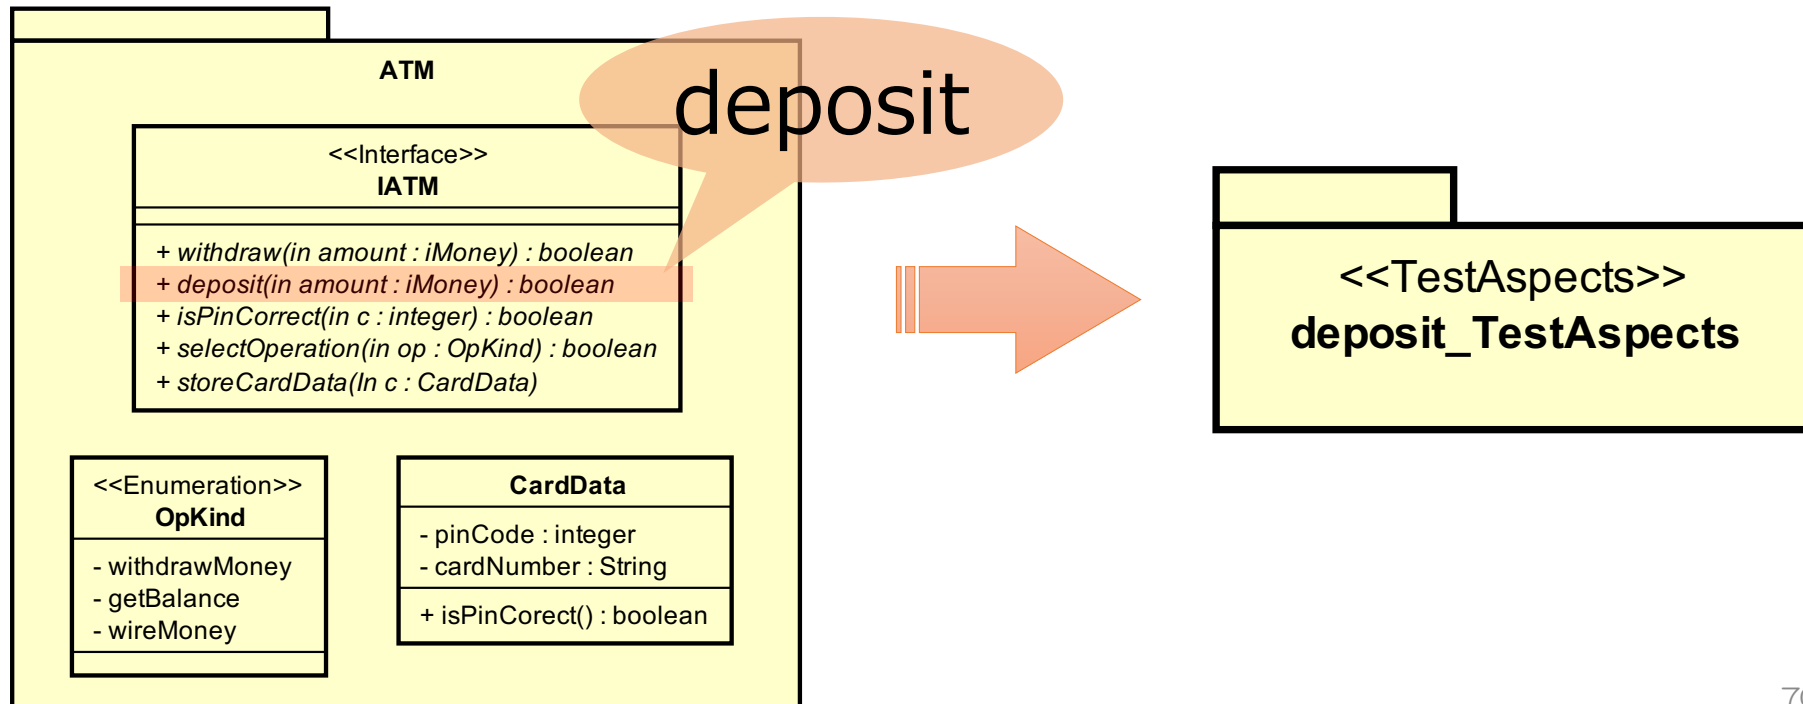 ATM
deposit
<<Interface>>
IATM
+ withdraw(in amount : iMoney) : boolean
+ deposit(in amount : iMoney) : boolean
+ isPinCorrect(in c : integer) : boolean
+ selectOperation(in op : OpKind) : boolean
+ storeCardData(In c : CardData)
<<Enumeration>>
OpKind
- withdrawMoney
- getBalance
- wireMoney
CardData
- pinCode : integer
- cardNumber : String
+ isPinCorect() : boolean
<<TestAspects>>
deposit_TestAspects